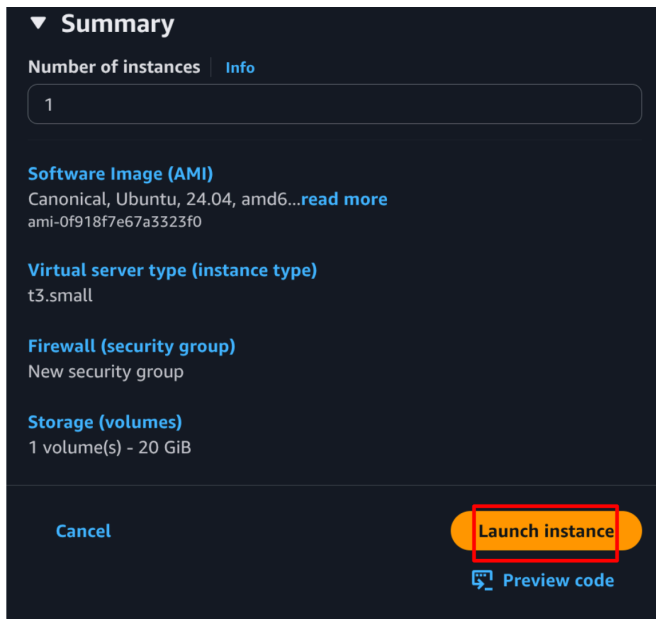 Summary
Number of instances Info
1
Software Image (AMI)
Canonical, Ubuntu, 24.04, amd6...read more
ami-0f918f7e67a3323f0
Virtual server type (instance type)
t3.small
Firewall (security group)
New security group
Storage (volumes)
1 volume(s) - 20 GiB
Cancel
Launch instance
Preview code